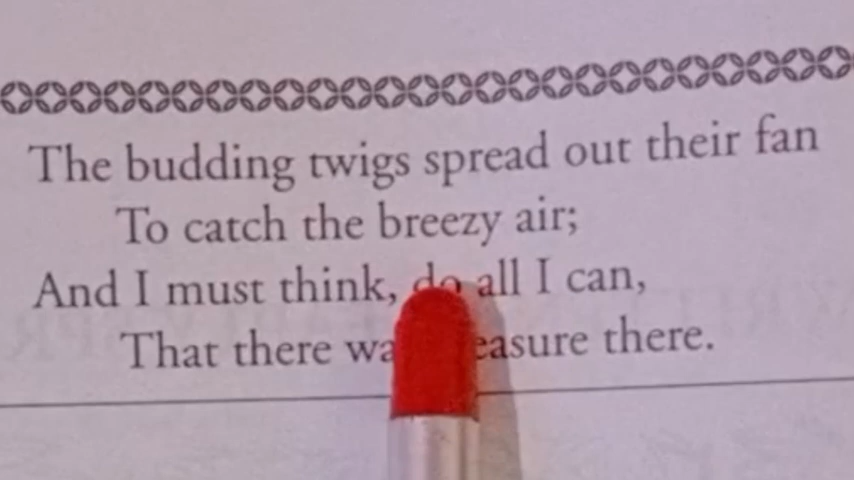 The budding twigs spread out their fan
To catch the breezy air;
And I must think, do all I can,
That there there.